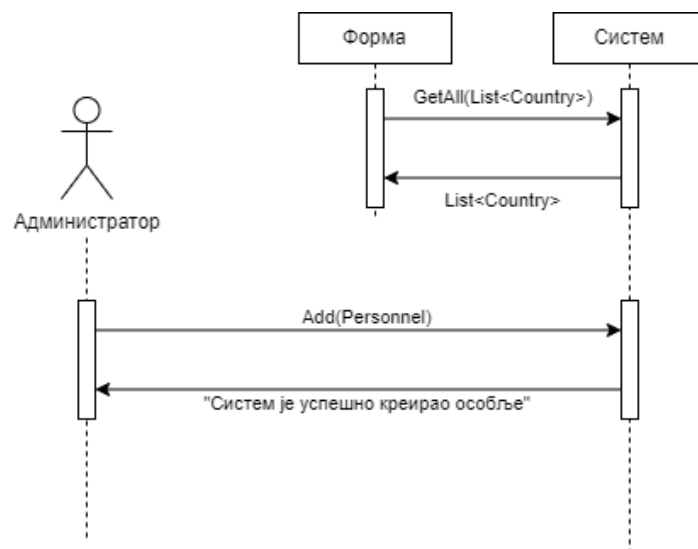 Форма
Систем
GetAll(List<Country>)
List<Country>
Администратор
Add(Personnel)
"Систем је успешно креирао особље"